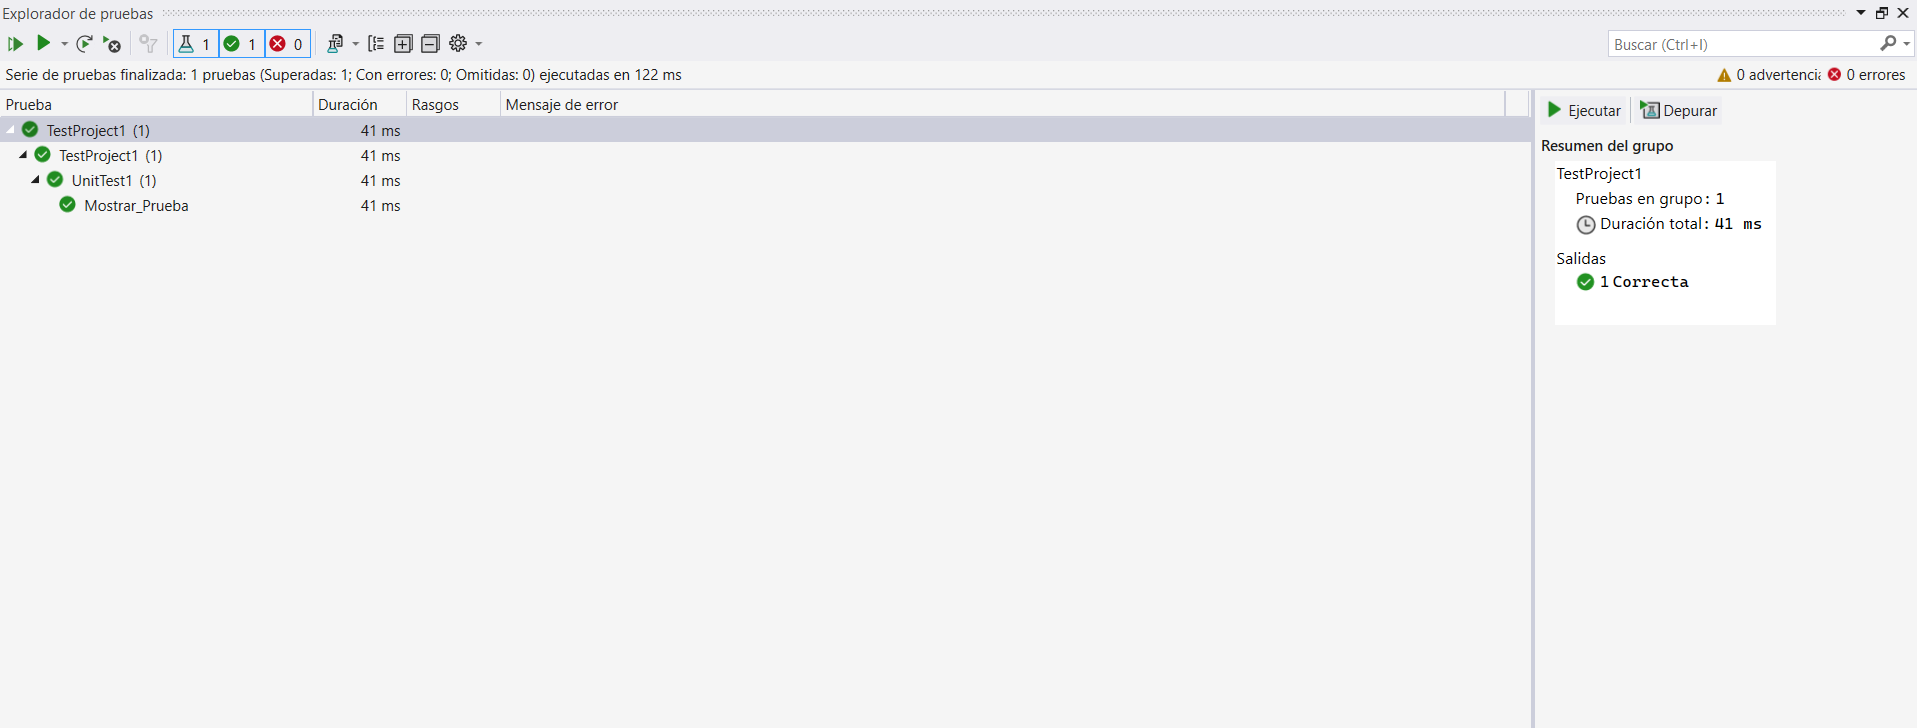 Explorador de pruebas
1 1 0
Buscar (Ctrl+I)
Serie de pruebas finalizada: 1 pruebas (Superadas: 1; Con errores: 0; Omitidas: 0) ejecutadas en 122 ms
0 advertencia 0 errores
Prueba Duración Rasgos Mensaje de error
TestProject1 (1) 41 ms
TestProject1 (1) 41 ms
UnitTest1 (1) 41 ms
Mostrar_Prueba 41 ms
Ejecutar Depurar
Resumen del grupo
TestProject1
Pruebas en grupo: 1
Duración total: 41 ms
Salidas
1 Correcta